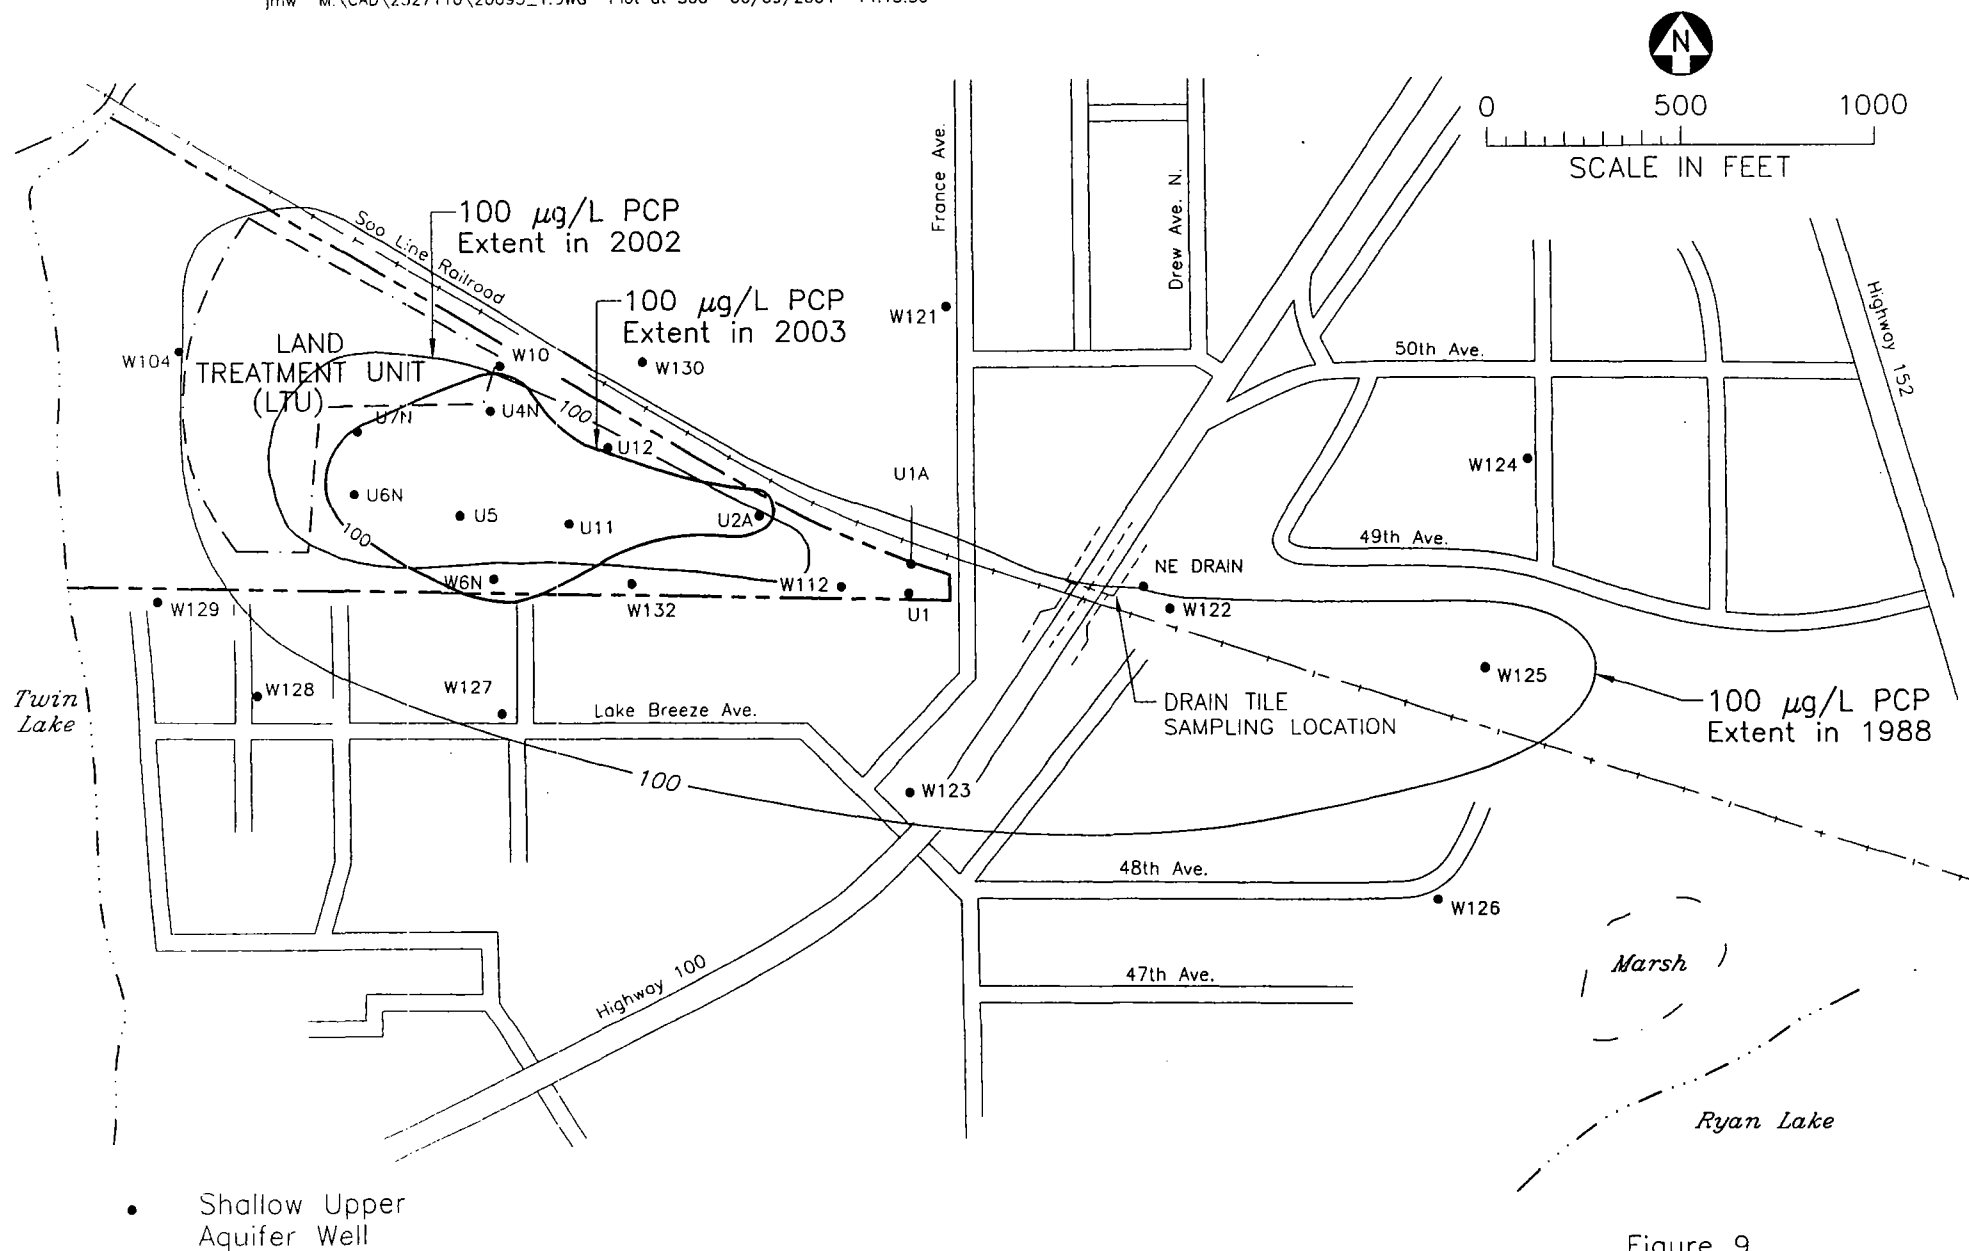 N
0 500 1000
SCALE IN FEET
France Ave.
Drew Ave. N.
Soo Line Railroad
100 µg/L PCP
Extent in 2002
100 µg/L PCP
Extent in 2003
Highway 152
W121
50th Ave.
W104
LAND
TREATMENT UNIT
(LTU)
W10
W130
U7N
U4N
100
U12
W124
U1A
U6N
U5
U11
U2A
100
49th Ave.
NE DRAIN
W6N
W132
W112
U1
W122
W129
W125
Twin
Lake
W128
W127
Lake Breeze Ave.
DRAIN TILE
SAMPLING LOCATION
100 µg/L PCP
Extent in 1988
100
W123
48th Ave.
W126
Marsh
Highway 100
47th Ave.
Ryan Lake
Shallow Upper
Aquifer Well
Figure 9